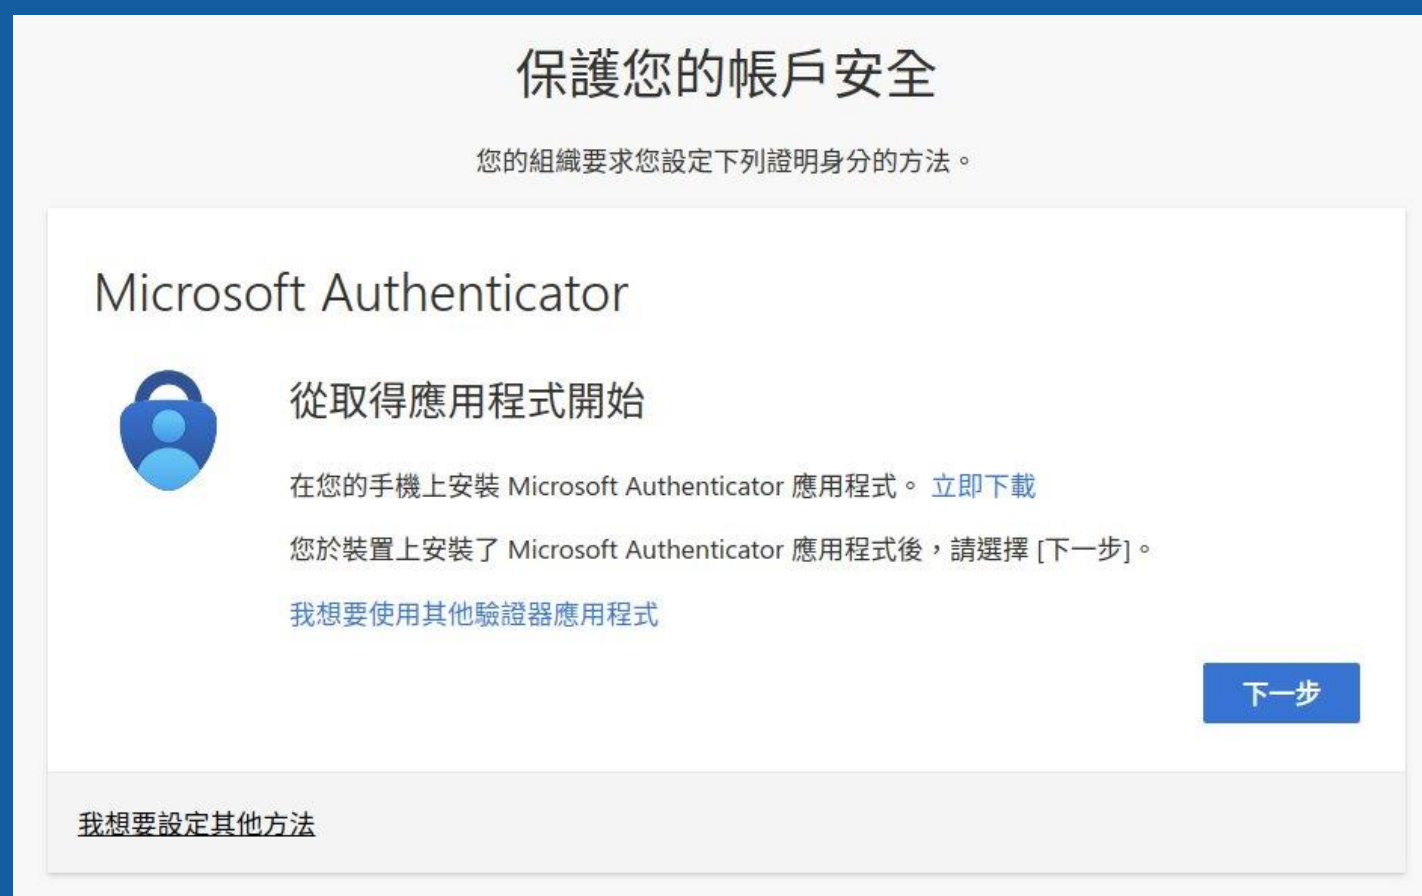 保護您的帳戶安全
您的組織要求您設定下列證明身分的方法。
Microsoft Authenticator
從取得應用程式開始
在您的手機上安裝 Microsoft Authenticator 應用程式。 立即下載
您於裝置上安裝了 Microsoft Authenticator 應用程式後，請選擇 [下一步]。
我想要使用其他驗證器應用程式
下一步
我想要設定其他方法